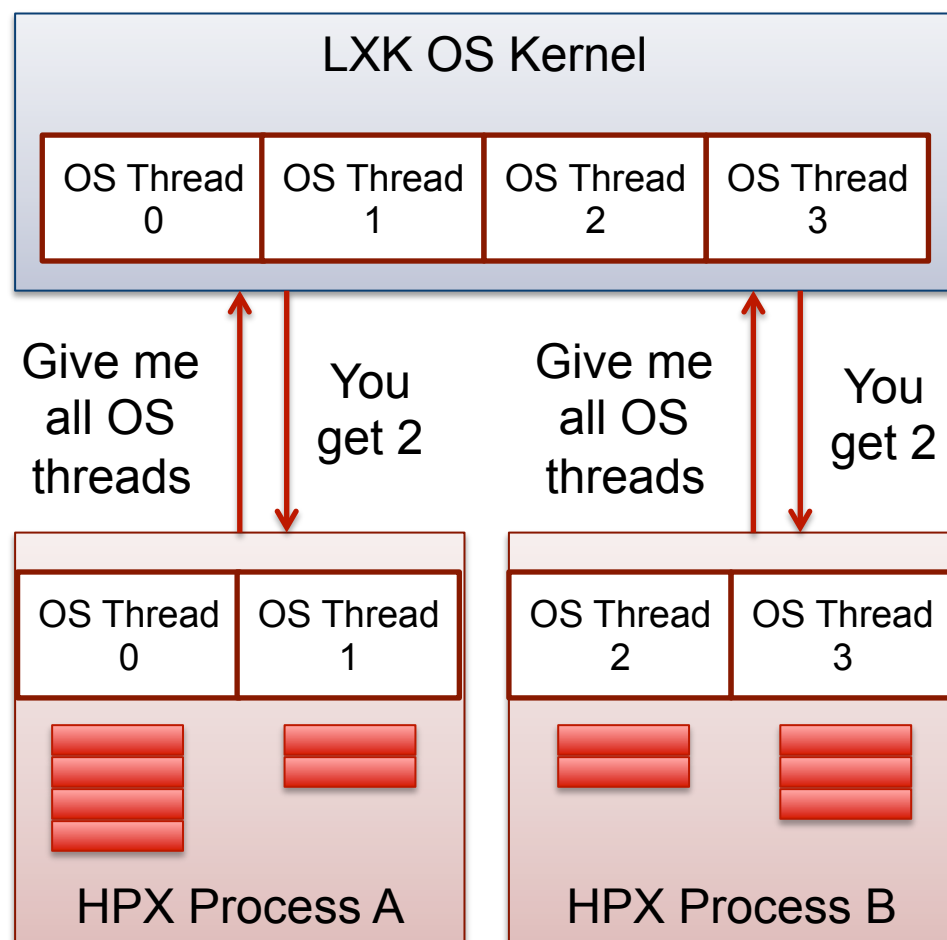 LXK OS Kernel
OS Thread
0
OS Thread
1
OS Thread
2
OS Thread
3
Give me
all OS
threads
You
get 2
Give me
all OS
threads
You
get 2
OS Thread
0
OS Thread
1
OS Thread
2
OS Thread
3
HPX Process A
HPX Process B